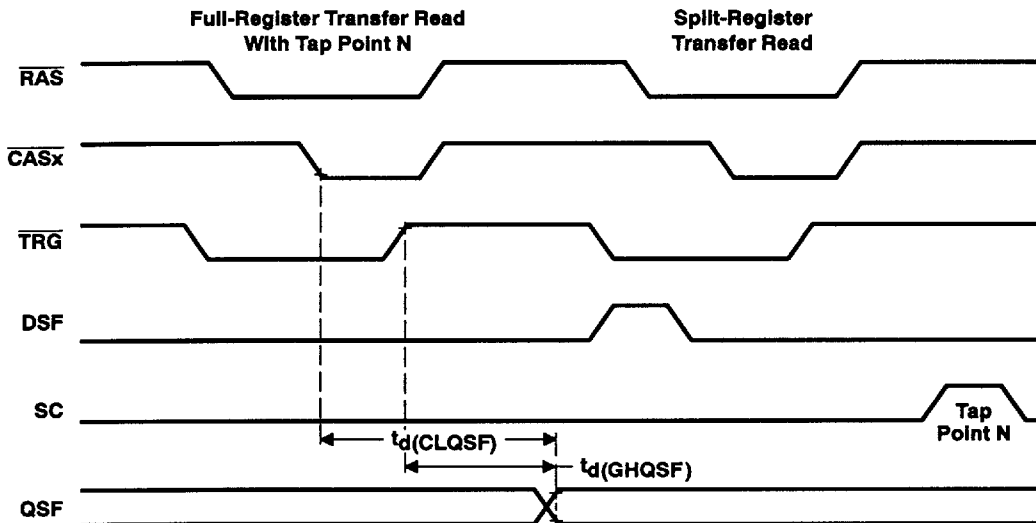 Full-Register Transfer Read
With Tap Point N
Split-Register
Transfer Read
RAS
CASx
TRG
DSF
SC
Tap
Point N
td(CLQSF)
td(GHQSF)
QSF